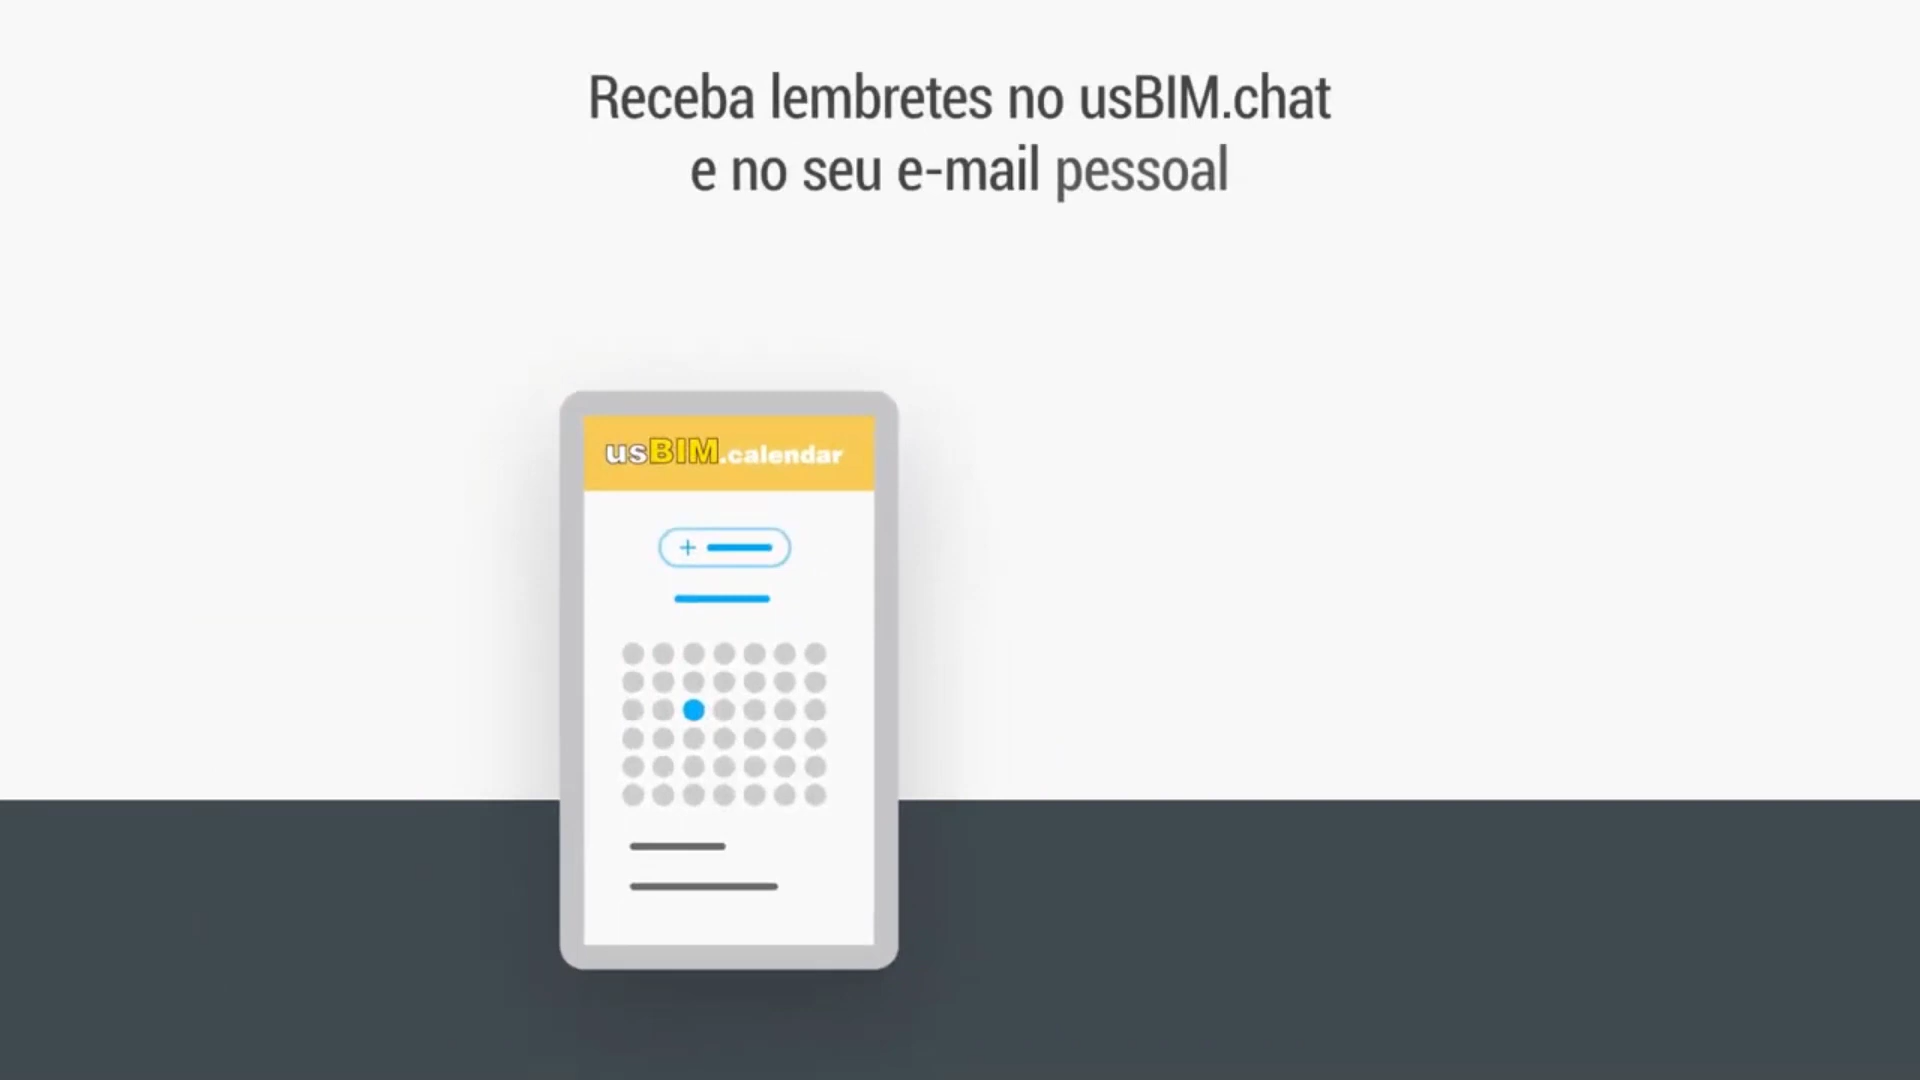 Receba lembretes no usBIM.chat
e no seu e-mail pessoal
usBIM.calendar
+